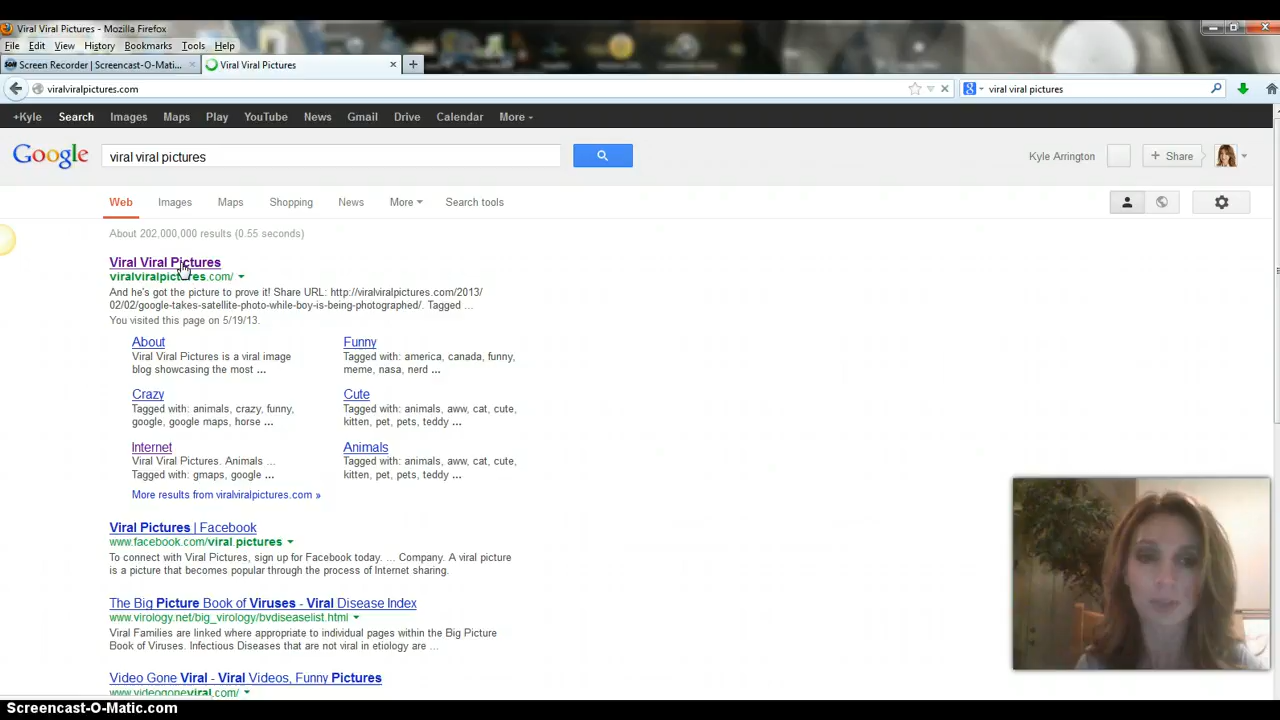 Viral Viral Pictures - Mozilla Firefox
File Edit View History Bookmarks Tools Help
Screen Recorder | Screencast-O-Mati...
Viral Viral Pictures
viralviralpictures.com/
viral viral pictures
+Kyle Search Images Maps Play YouTube News Gmail Drive Calendar More
Google
viral viral pictures
Kyle Arrington
+ Share
Web Images Maps Shopping News More Search tools
About 202,000,000 results (0.55 seconds)
Viral Viral Pictures
viralviralpictures.com/
And he's got the picture to prove it! Share URL: http://viralviralpictures.com/2013/
02/02/google-takes-satellite-photo-while-boy-is-being-photographed/. Tagged ...
You visited this page on 5/19/13.
About
Viral Viral Pictures is a viral image
blog showcasing the most ...
Funny
Tagged with: america, canada, funny,
meme, nasa, nerd ...
Crazy
Tagged with: animals, crazy, funny,
google, google maps, horse ...
Cute
Tagged with: animals, aww, cat, cute,
kitten, pet, pets, teddy ...
Internet
Viral Viral Pictures. Animals ...
Tagged with: gmaps, google ...
Animals
Tagged with: animals, aww, cat, cute,
kitten, pet, pets, teddy ...
More results from viralviralpictures.com »
Viral Pictures | Facebook
www.facebook.com/viral.pictures
To connect with Viral Pictures, sign up for Facebook today. ... Company. A viral picture
is a picture that becomes popular through the process of Internet sharing.
The Big Picture Book of Viruses - Viral Disease Index
www.virology.net/big_virology/bvdiseaselist.html
Viral Families are linked where appropriate to individual pages within the Big Picture
Book of Viruses. Infectious Diseases that are not viral in etiology are ...
Video Gone Viral - Viral Videos, Funny Pictures
www.videogoneviral.com/
Screencast-O-Matic.com